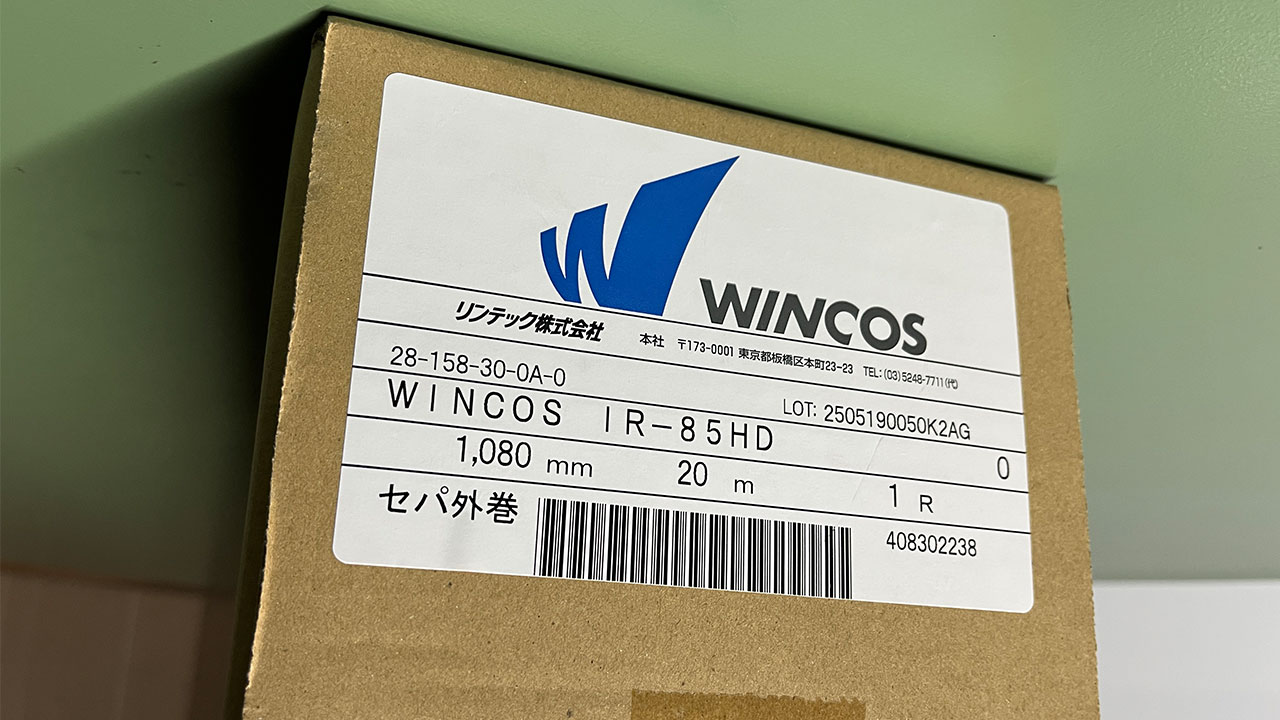 WINCOS
リンテック株式会社 本社 〒173-0001 東京都板橋区本町23-23 TEL:(03)5248-7711(代)
28-158-30-0A-0 LOT: 2505190050K2AG
WINCOS IR-85HD 0
1,080 mm 20 m 1 R
セパ外巻 408302238